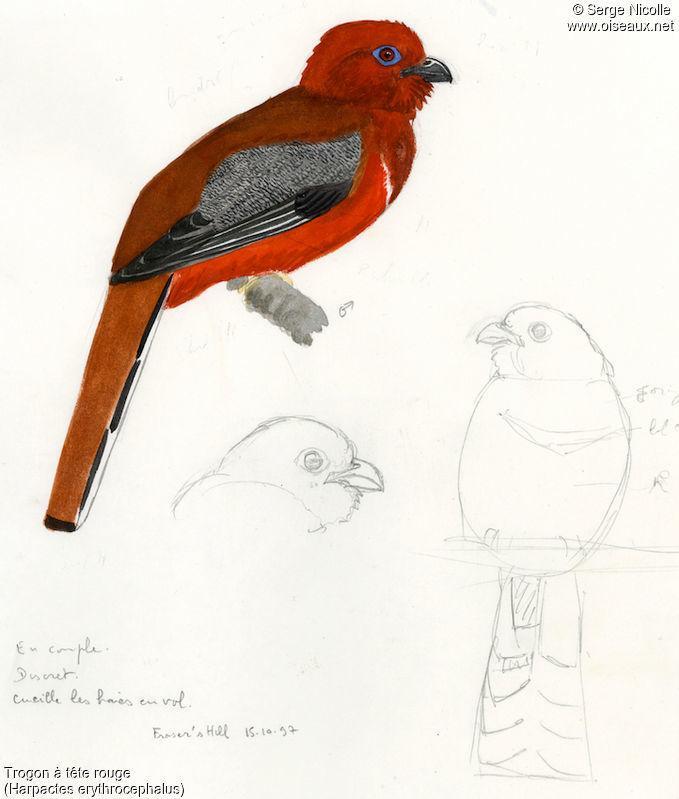 © Serge Nicolle
www.oiseaux.net
En couple.
Discret.
cueille les baies en vol.
Fraser's Hill 15.10.97
Trogon à tête rouge
(Harpactes erythrocephalus)